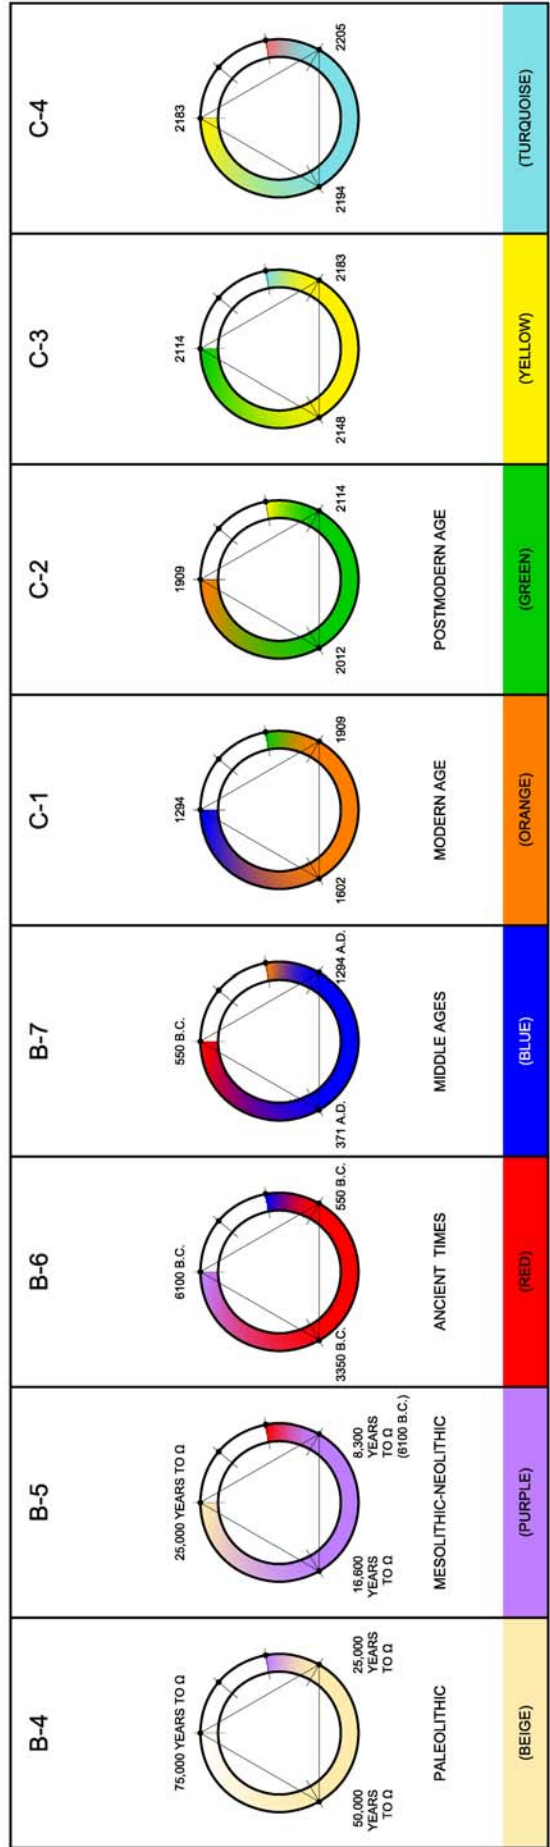 B-4
75,000 YEARS TO Ω
50,000
YEARS
TO Ω
25,000
YEARS
TO Ω
PALEOLITHIC
(BEIGE)
B-5
25,000 YEARS TO Ω
16,600
YEARS
TO Ω
8,300
YEARS
TO Ω
(6100 B.C.)
MESOLITHIC-NEOLITHIC
(PURPLE)
B-6
6100 B.C.
3350 B.C.
550 B.C.
ANCIENT TIMES
(RED)
B-7
550 B.C.
371 A.D.
1294 A.D.
MIDDLE AGES
(BLUE)
C-1
1294
1602
1909
MODERN AGE
(ORANGE)
C-2
1909
2012
2114
POSTMODERN AGE
(GREEN)
C-3
2114
2148
2183
(YELLOW)
C-4
2183
2194
2205
(TURQUOISE)